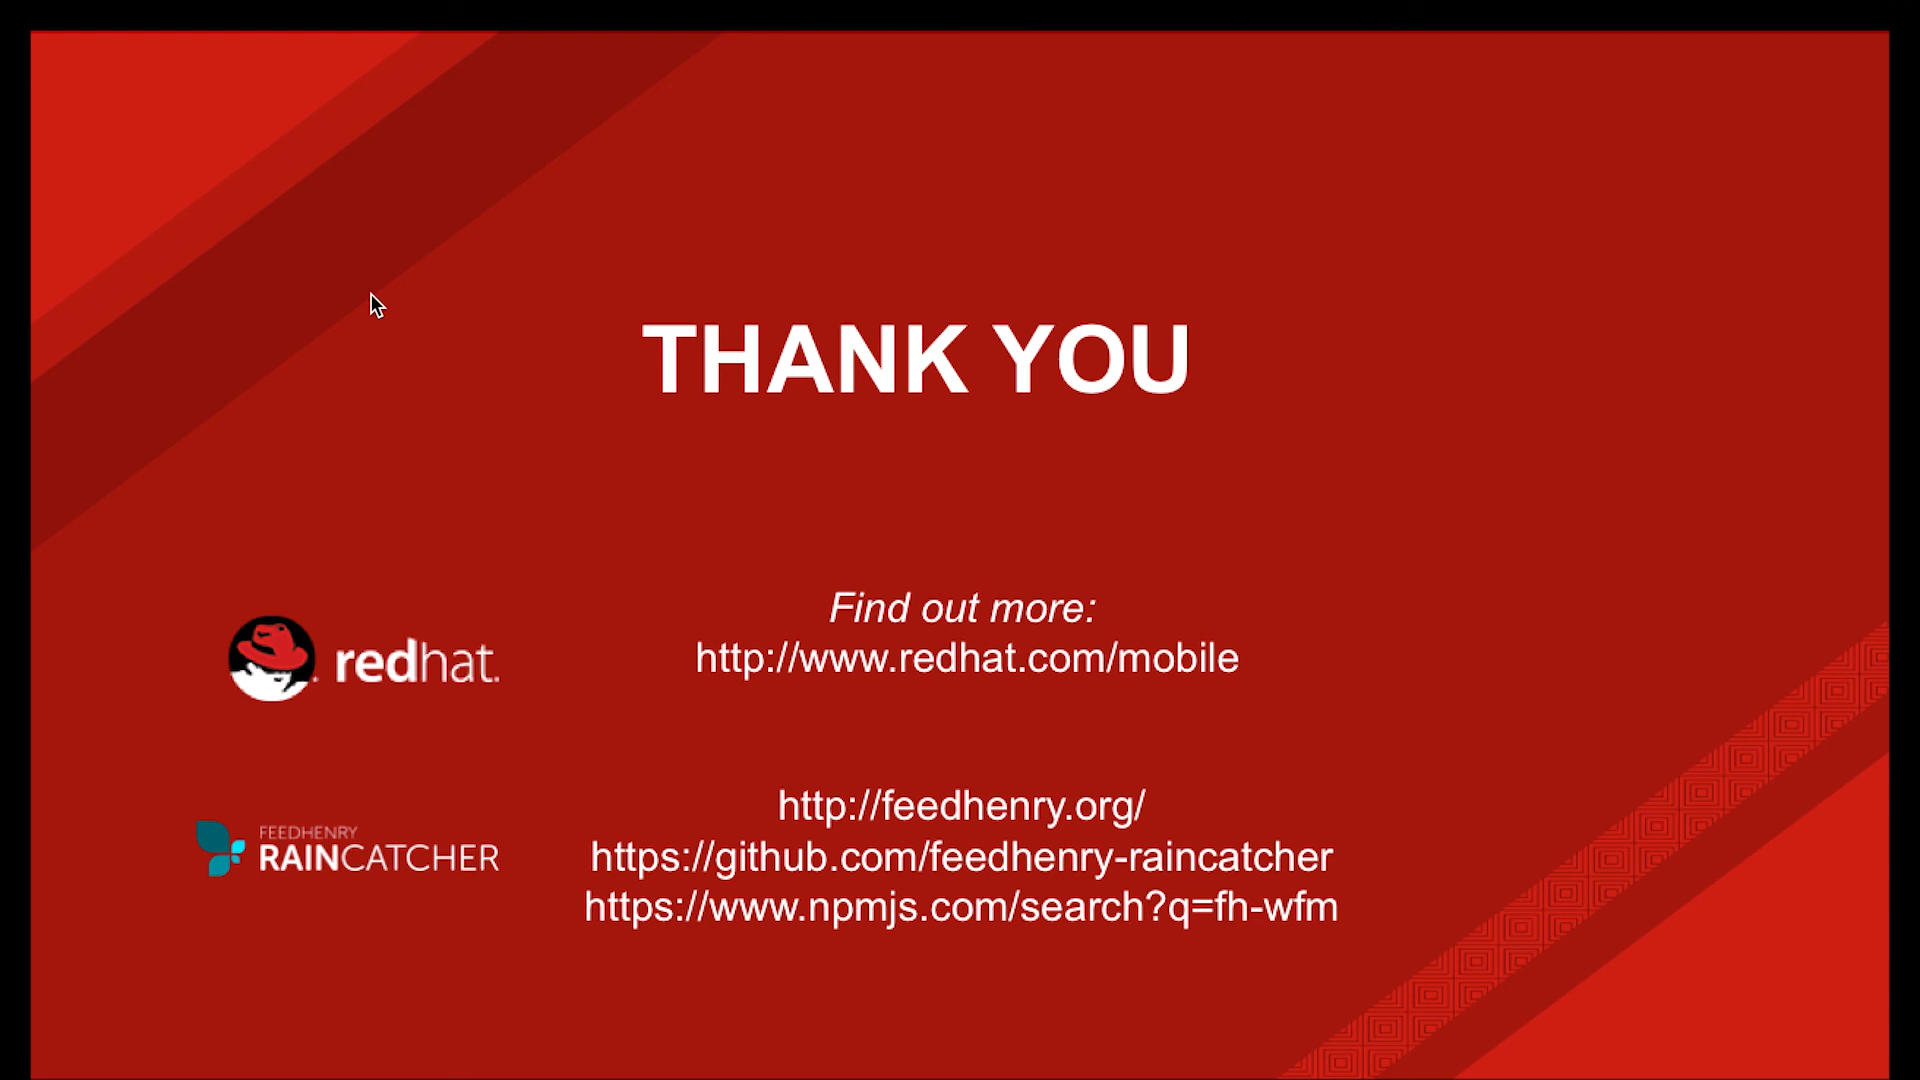 THANK YOU
Find out more:
redhat.
http://www.redhat.com/mobile
http://feedhenry.org/
FEEDHENRY
RAINCATCHER
https://github.com/feedhenry-raincatcher
https://www.npmjs.com/search?q=fh-wfm